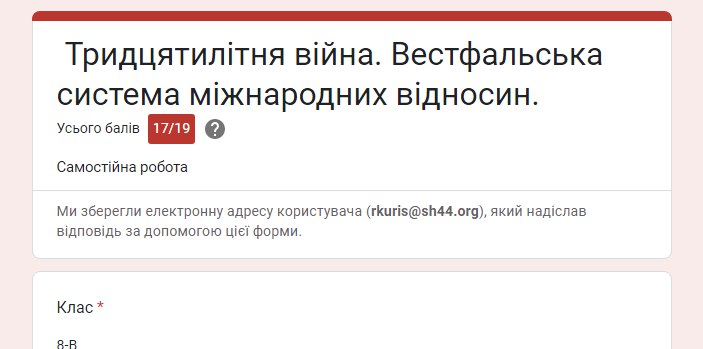 Тридцятилітня війна. Вестфальська
система міжнародних відносин.
Усього балів 17/19 ?
Самостійна робота
Ми зберегли електронну адресу користувача (rkuris@sh44.org), який надіслав
відповідь за допомогою цієї форми.
Клас *
8-В